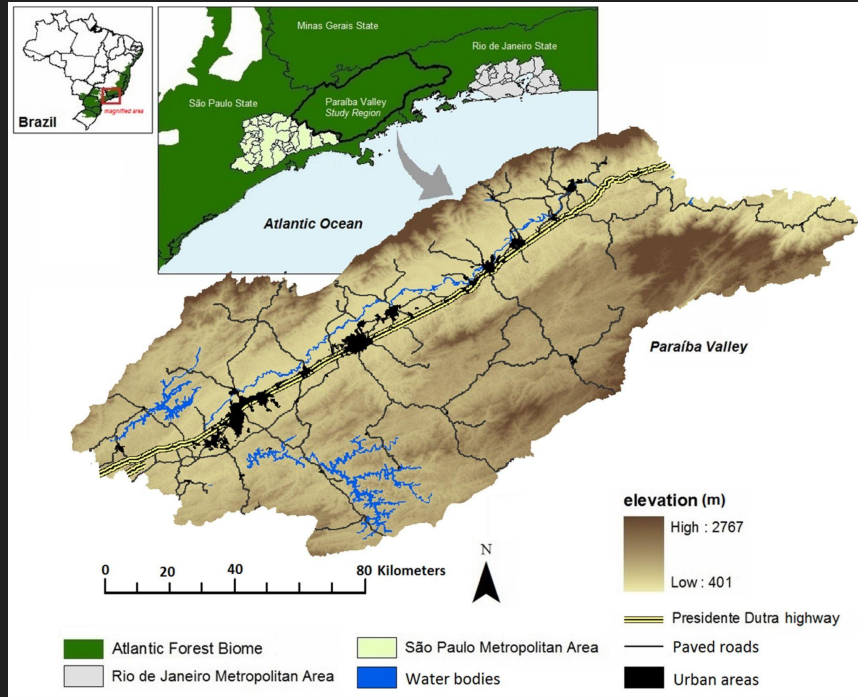 Brazil
magnified area
Minas Gerais State
Rio de Janeiro State
São Paulo State
Paraíba Valley
Study Region
Atlantic Ocean
Paraíba Valley
elevation (m)
High : 2767
Low : 401
N
0 20 40 80 Kilometers
Presidente Dutra highway
Paved roads
Urban areas
Atlantic Forest Biome
São Paulo Metropolitan Area
Rio de Janeiro Metropolitan Area
Water bodies